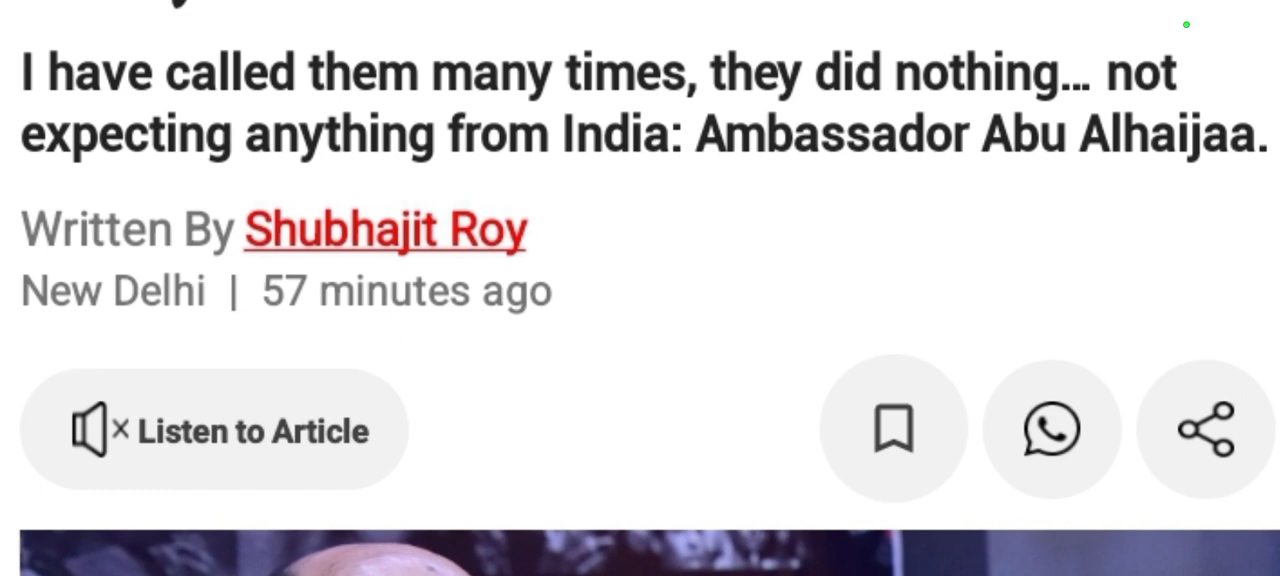 I have called them many times, they did nothing... not
expecting anything from India: Ambassador Abu Alhaijaa.
Written By Shubhajit Roy
New Delhi | 57 minutes ago
Listen to Article